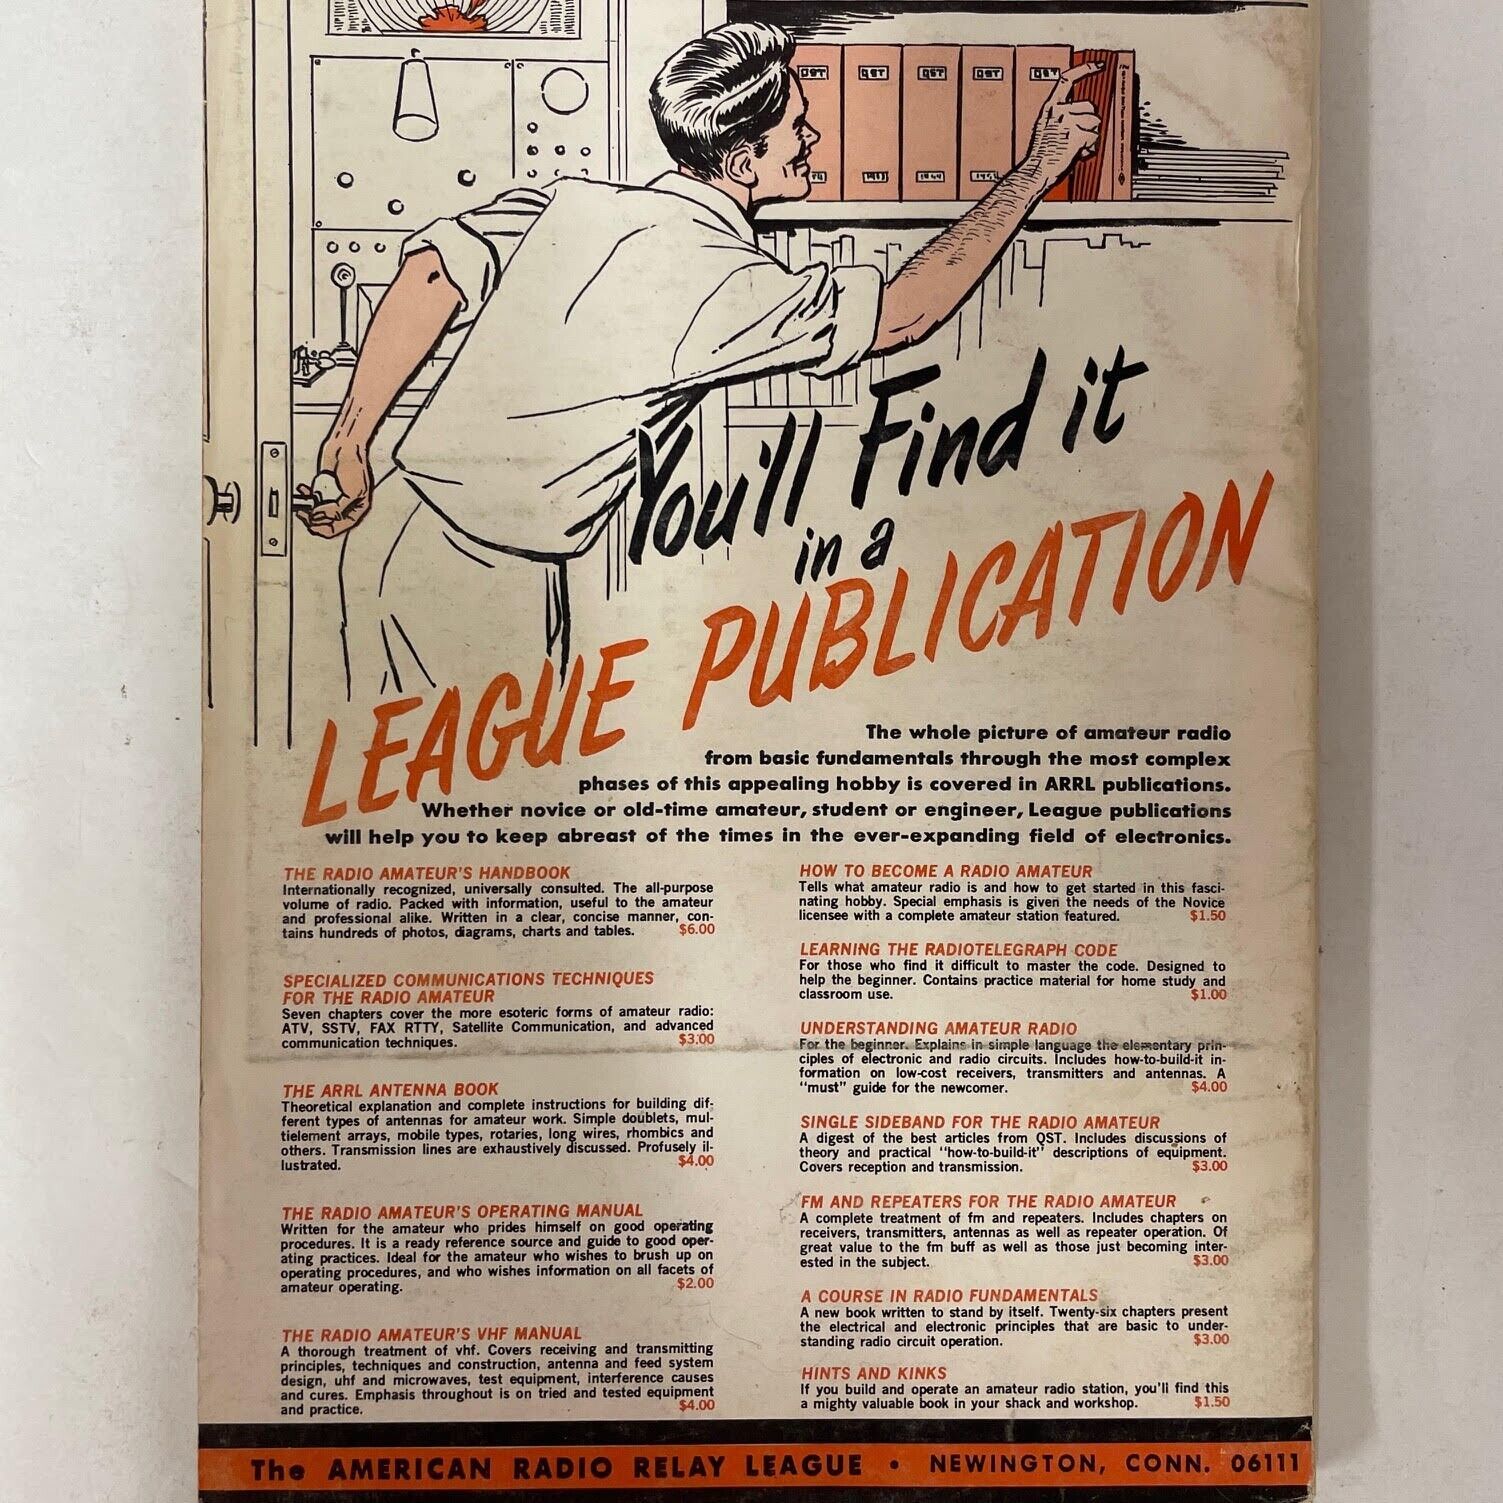 QST QST QST QST QST
1944
You'll Find it
in a
LEAGUE PUBLICATION
The whole picture of amateur radio
from basic fundamentals through the most complex
phases of this appealing hobby is covered in ARRL publications.
Whether novice or old-time amateur, student or engineer, League publications
will help you to keep abreast of the times in the ever-expanding field of electronics.
THE RADIO AMATEUR'S HANDBOOK
Internationally recognized, universally consulted. The all-purpose
volume of radio. Packed with information, useful to the amateur
and professional alike. Written in a clear, concise manner, con-
tains hundreds of photos, diagrams, charts and tables. $6.00
SPECIALIZED COMMUNICATIONS TECHNIQUES
FOR THE RADIO AMATEUR
Seven chapters cover the more esoteric forms of amateur radio:
ATV, SSTV, FAX RTTY, Satellite Communication, and advanced
communication techniques. $3.00
THE ARRL ANTENNA BOOK
Theoretical explanation and complete instructions for building dif-
ferent types of antennas for amateur work. Simple doublets, mul-
tielement arrays, mobile types, rotaries, long wires, rhombics and
others. Transmission lines are exhaustively discussed. Profusely il-
lustrated. $4.00
THE RADIO AMATEUR'S OPERATING MANUAL
Written for the amateur who prides himself on good operating
procedures. It is a ready reference source and guide to good oper-
ating practices. Ideal for the amateur who wishes to brush up on
operating procedures, and who wishes information on all facets of
amateur operating. $2.00
THE RADIO AMATEUR'S VHF MANUAL
A thorough treatment of vhf. Covers receiving and transmitting
principles, techniques and construction, antenna and feed system
design, uhf and microwaves, test equipment, interference causes
and cures. Emphasis throughout is on tried and tested equipment
and practice. $4.00
HOW TO BECOME A RADIO AMATEUR
Tells what amateur radio is and how to get started in this fasci-
nating hobby. Special emphasis is given the needs of the Novice
licensee with a complete amateur station featured. $1.50
LEARNING THE RADIOTELEGRAPH CODE
For those who find it difficult to master the code. Designed to
help the beginner. Contains practice material for home study and
classroom use. $1.00
UNDERSTANDING AMATEUR RADIO
For the beginner. Explains in simple language the elementary prin-
ciples of electronic and radio circuits. Includes how-to-build-it in-
formation on low-cost receivers, transmitters and antennas. A
"must" guide for the newcomer. $4.00
SINGLE SIDEBAND FOR THE RADIO AMATEUR
A digest of the best articles from QST. Includes discussions of
theory and practical "how-to-build-it" descriptions of equipment.
Covers reception and transmission. $3.00
FM AND REPEATERS FOR THE RADIO AMATEUR
A complete treatment of fm and repeaters. Includes chapters on
receivers, transmitters, antennas as well as repeater operation. Of
great value to the fm buff as well as those just becoming inter-
ested in the subject. $3.00
A COURSE IN RADIO FUNDAMENTALS
A new book written to stand by itself. Twenty-six chapters present
the electrical and electronic principles that are basic to under-
standing radio circuit operation. $3.00
HINTS AND KINKS
If you build and operate an amateur radio station, you'll find this
a mighty valuable book in your shack and workshop. $1.50
The AMERICAN RADIO RELAY LEAGUE • NEWINGTON, CONN. 06111